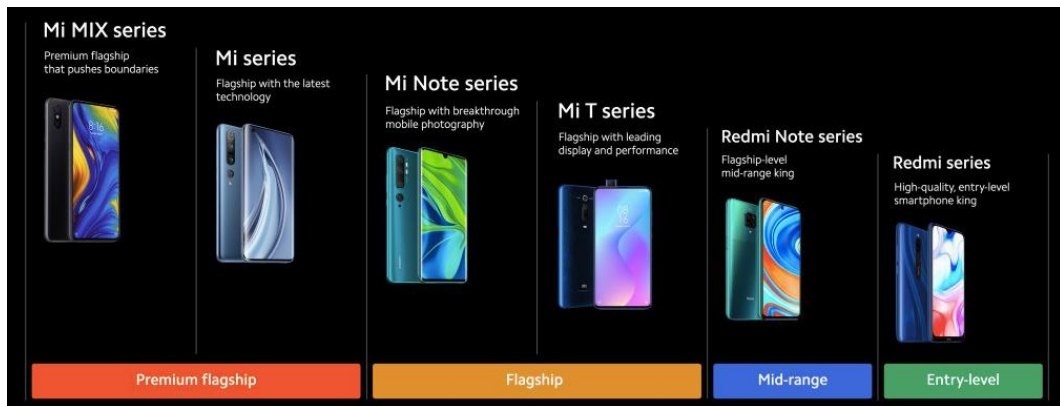 Mi MIX series
Premium flagship
that pushes boundaries
Mi series
Flagship with the latest
technology
Mi Note series
Flagship with breakthrough
mobile photography
Mi T series
Flagship with leading
display and performance
Redmi Note series
Flagship-level
mid-range king
Redmi series
High-quality, entry-level
smartphone king
8:16
Premium flagship
Flagship
Mid-range
Entry-level